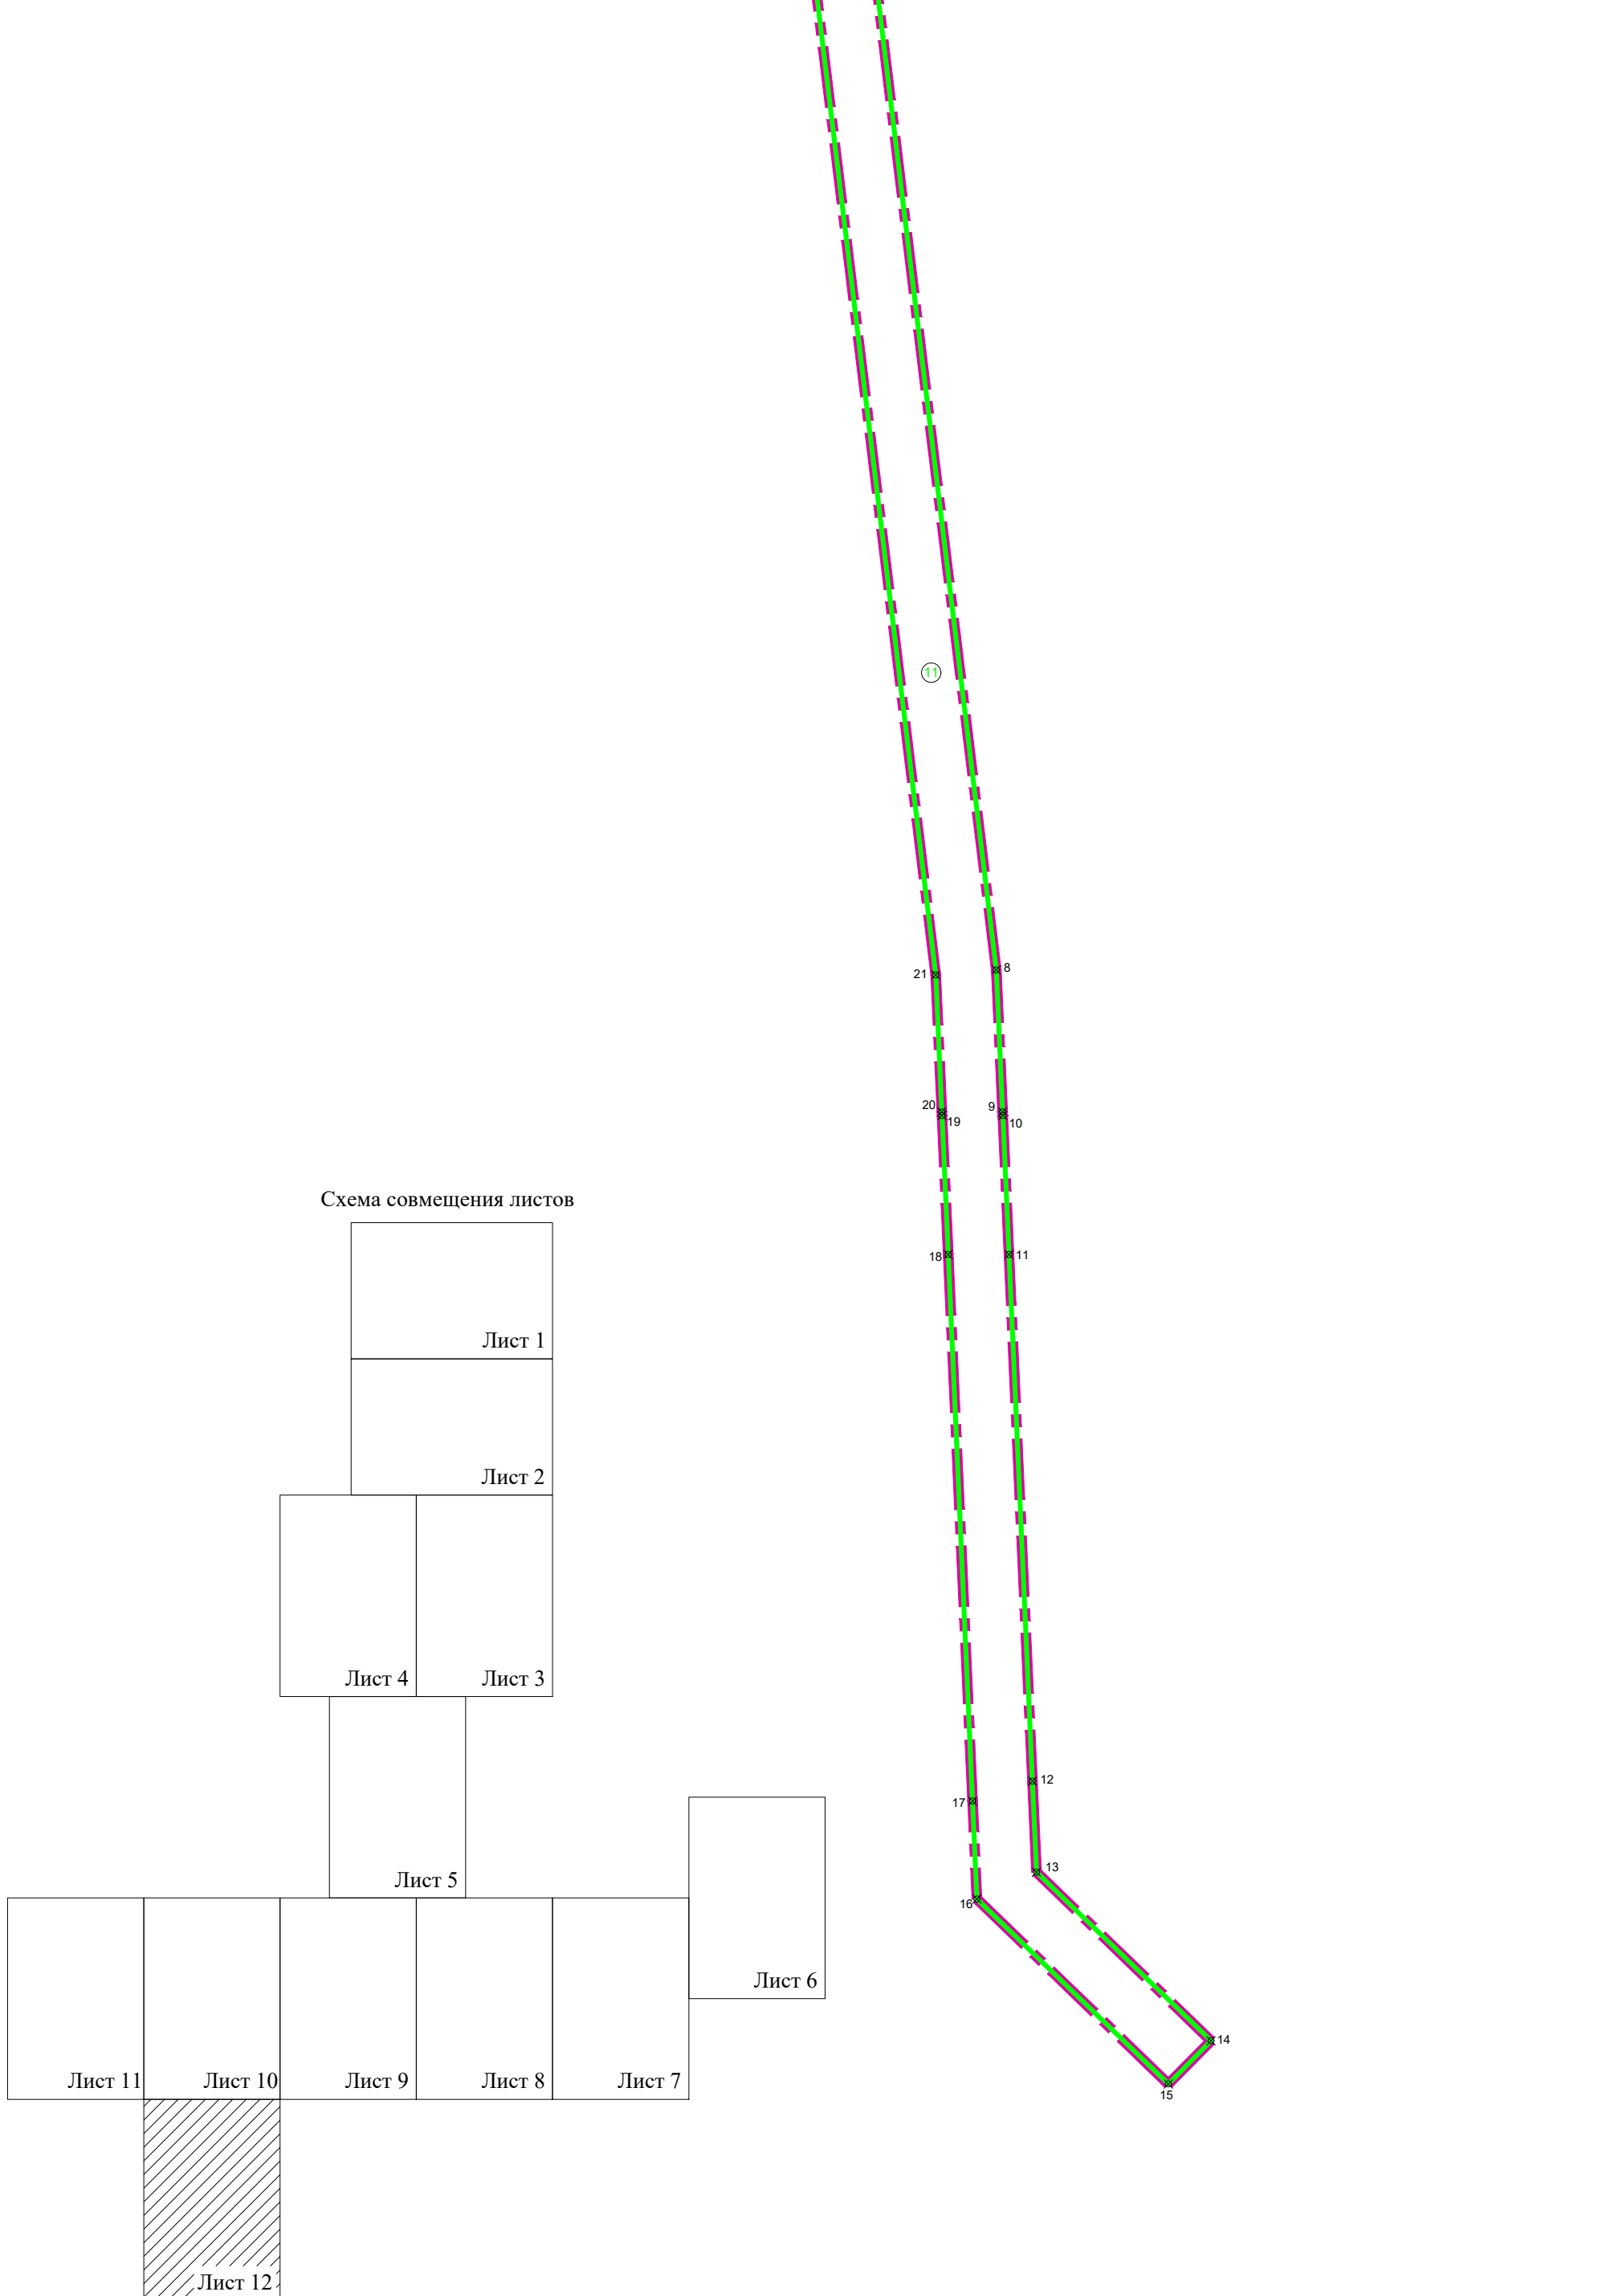 11
21
8
20
19
9
10
18
11
12
17
13
16
14
15
Схема совмещения листов
Лист 1
Лист 2
Лист 4
Лист 3
Лист 5
Лист 6
Лист 11
Лист 10
Лист 9
Лист 8
Лист 7
Лист 12